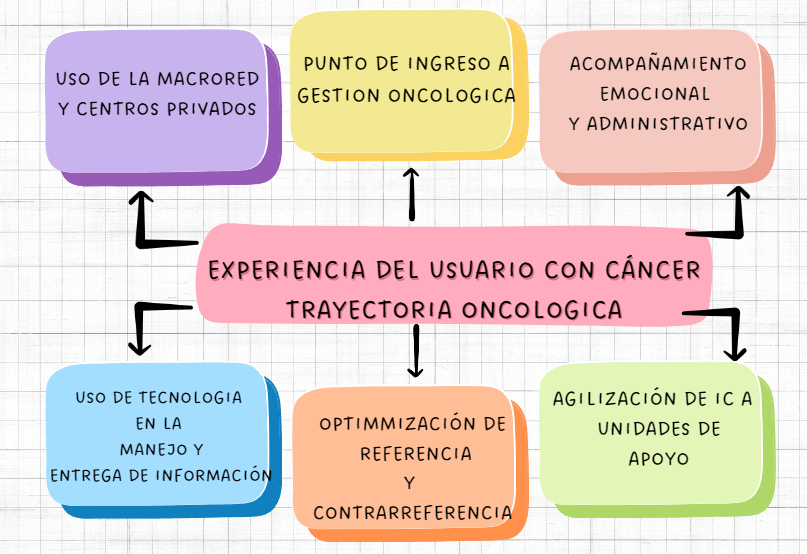 USO DE LA MACRORED
Y CENTROS PRIVADOS
PUNTO DE INGRESO A
GESTION ONCOLOGICA
ACOMPAÑAMIENTO
EMOCIONAL
Y ADMINISTRATIVO
EXPERIENCIA DEL USUARIO CON CÁNCER
TRAYECTORIA ONCOLOGICA
USO DE TECNOLOGIA
EN LA
MANEJO Y
ENTREGA DE INFORMACIÓN
OPTIMMIZACIÓN DE
REFERENCIA
Y
CONTRARREFERENCIA
AGILIZACIÓN DE IC A
UNIDADES DE
APOYO